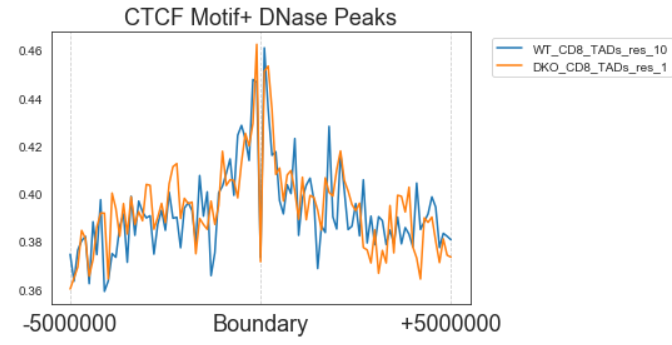 CTCF Motif+ DNase Peaks
WT_CD8_TADs_res_10
DKO_CD8_TADs_res_1
0.46
0.44
0.42
0.40
0.38
0.36
-5000000 Boundary +5000000